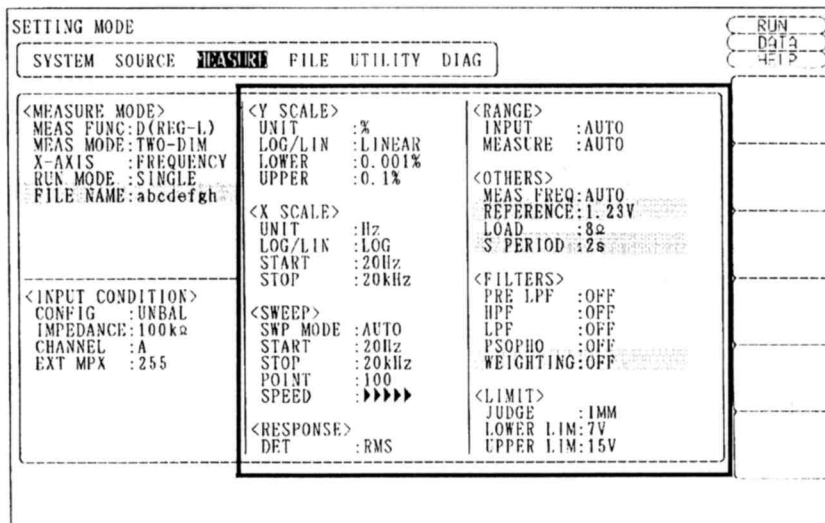 SETTING MODE
RUN
DATA
HELP
SYSTEM SOURCE MEASURE FILE UTILITY DIAG
<MEASURE MODE>
MEAS FUNC:D(REG-L)
MEAS MODE:TWO-DIM
X-AXIS :FREQUENCY
RUN MODE :SINGLE
FILE NAME:abcdefgh
<INPUT CONDITION>
CONFIG :UNBAL
IMPEDANCE:100kΩ
CHANNEL :A
EXT MPX :255
<Y SCALE>
UNIT :%
LOG/LIN :LINEAR
LOWER :0.001%
UPPER :0.1%
<X SCALE>
UNIT :Hz
LOG/LIN :LOG
START :20Hz
STOP :20kHz
<SWEEP>
SWP MODE :AUTO
START :20Hz
STOP :20kHz
POINT :100
SPEED :▶▶▶▶▶
<RESPONSE>
DET :RMS
<RANGE>
INPUT :AUTO
MEASURE :AUTO
<OTHERS>
MEAS FREQ:AUTO
REFERENCE:1.23V
LOAD :8Ω
S PERIOD :2s
<FILTERS>
PRE LPF :OFF
HPF :OFF
LPF :OFF
PSOPHO :OFF
WEIGHTING:OFF
<LIMIT>
JUDGE :IMM
LOWER LIM:7V
UPPER LIM:15V